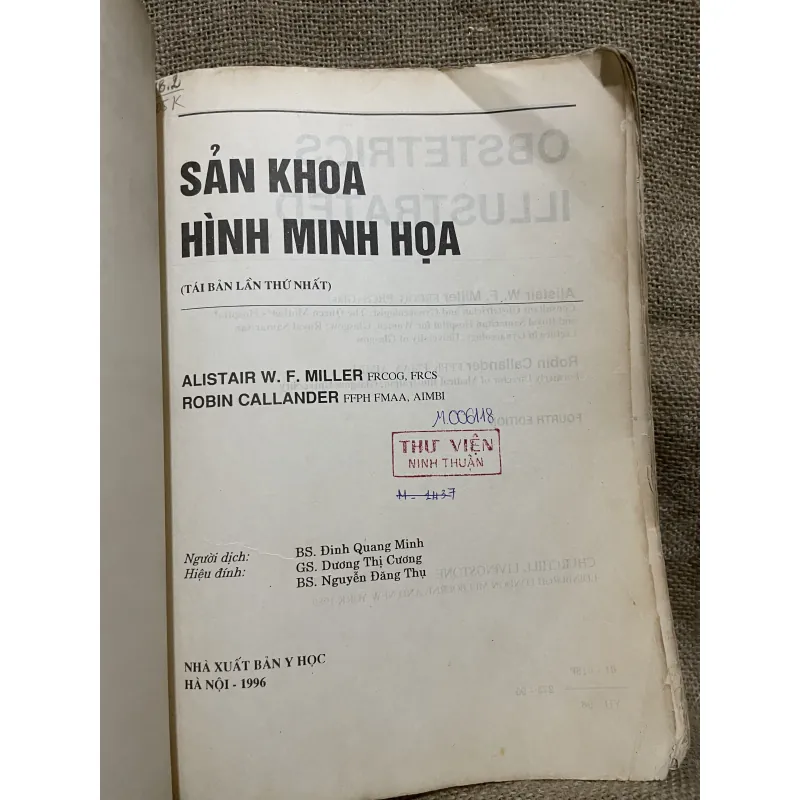 SẢN KHOA
HÌNH MINH HỌA
(TÁI BẢN LẦN THỨ NHẤT)
ALISTAIR W. F. MILLER FRCOG, FRCS
ROBIN CALLANDER FFPH FMAA, AIMBI
M.006118
THƯ VIỆN
NINH THUẬN
Người dịch: BS. Đinh Quang Minh
Hiệu đính: GS. Dương Thị Cương
BS. Nguyễn Đăng Thụ
NHÀ XUẤT BẢN Y HỌC
HÀ NỘI - 1996